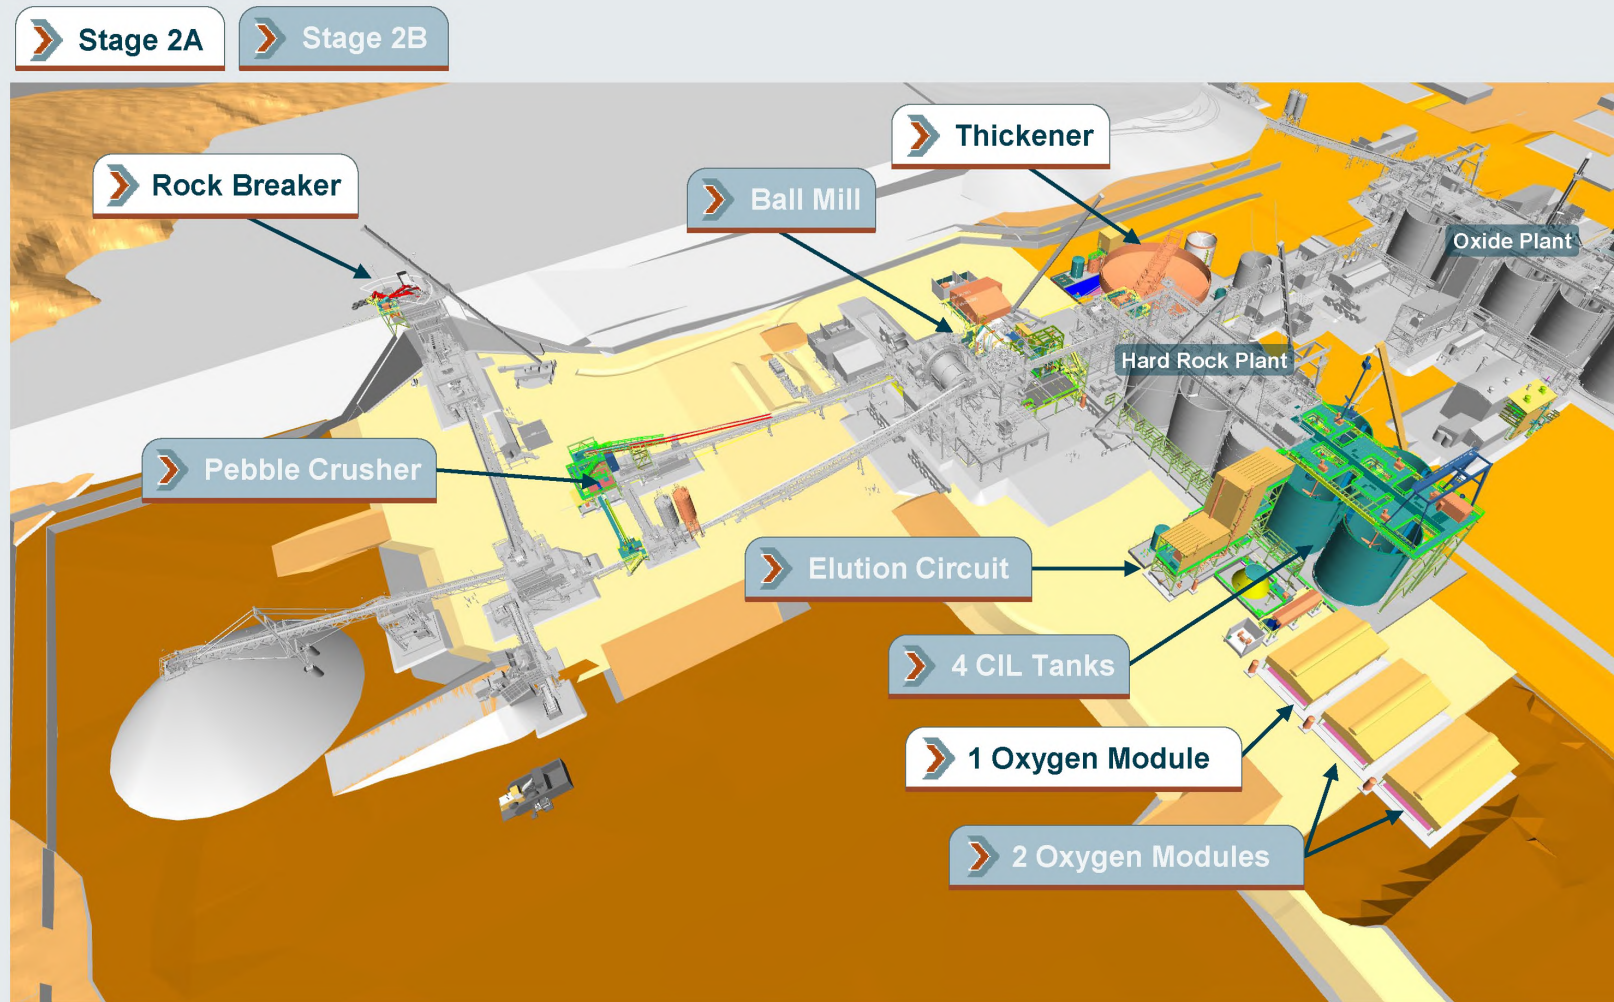 Stage 2A
Stage 2B
Thickener
Rock Breaker
Ball Mill
Oxide Plant
Hard Rock Plant
Pebble Crusher
Elution Circuit
4 CIL Tanks
1 Oxygen Module
2 Oxygen Modules